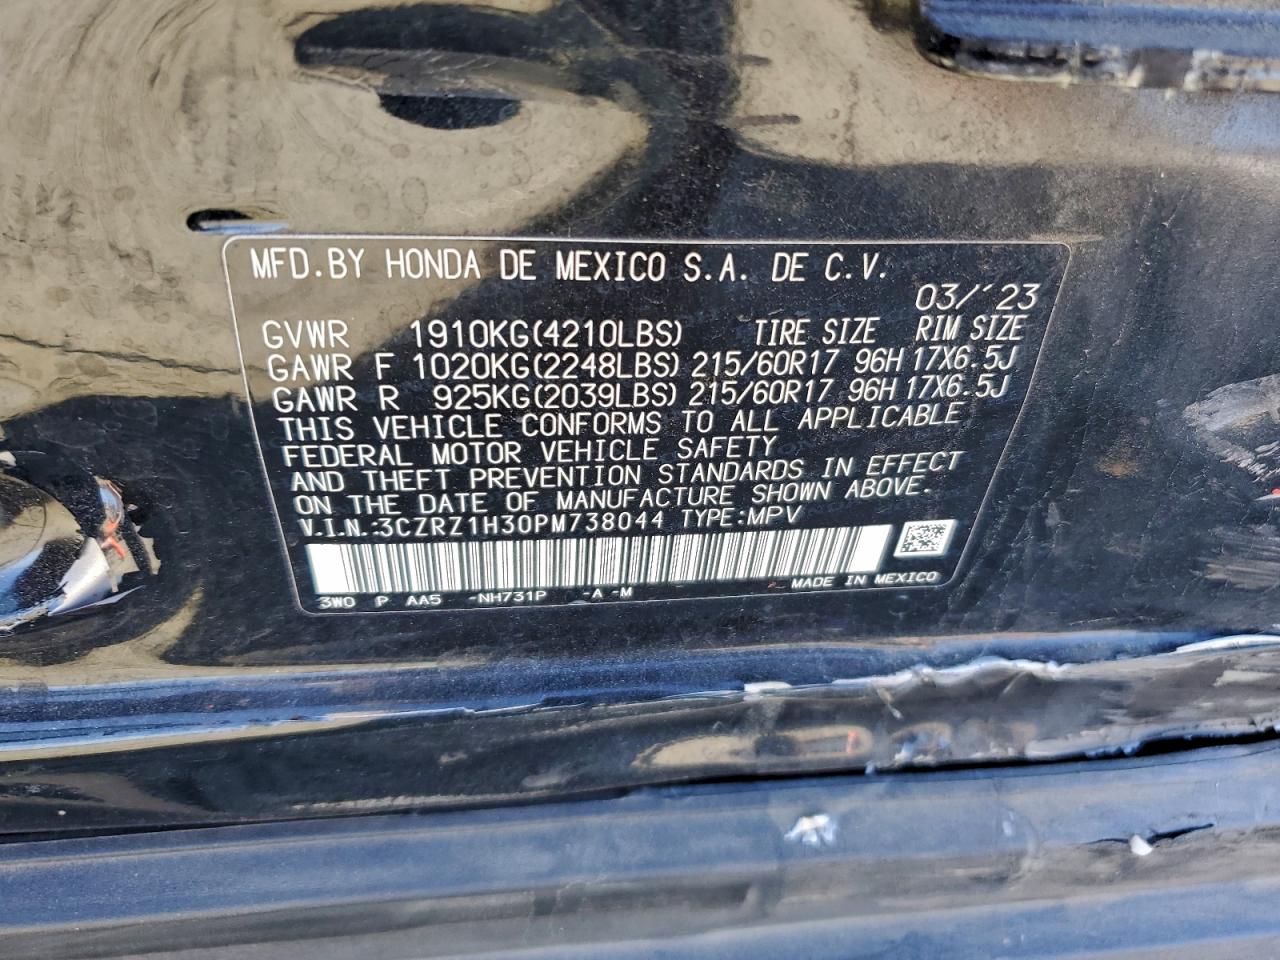 MFD.BY HONDA DE MEXICO S.A. DE C.V.
03/´23
GVWR 1910KG(4210LBS) TIRE SIZE RIM SIZE
GAWR F 1020KG(2248LBS) 215/60R17 96H 17X6.5J
GAWR R 925KG(2039LBS) 215/60R17 96H 17X6.5J
THIS VEHICLE CONFORMS TO ALL APPLICABLE
FEDERAL MOTOR VEHICLE SAFETY
AND THEFT PREVENTION STANDARDS IN EFFECT
ON THE DATE OF MANUFACTURE SHOWN ABOVE.
V.I.N.:3CZRZ1H30PM738044 TYPE:MPV
MADE IN MEXICO
3W0 P AA5 -NH731P -A -M